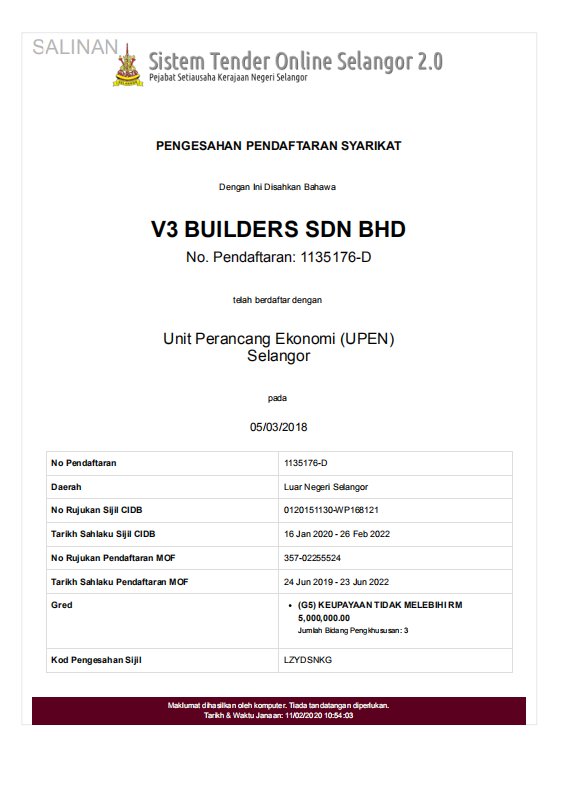 SALINAN
Sistem Tender Online Selangor 2.0
Pejabat Setiausaha Kerajaan Negeri Selangor
PENGESAHAN PENDAFTARAN SYARIKAT
Dengan Ini Disahkan Bahawa
V3 BUILDERS SDN BHD
No. Pendaftaran: 1135176-D
telah berdaftar dengan
Unit Perancang Ekonomi (UPEN)
Selangor
pada
05/03/2018
No Pendaftaran 1135176-D
Daerah Luar Negeri Selangor
No Rujukan Sijil CIDB 0120151130-WP168121
Tarikh Sahlaku Sijil CIDB 16 Jan 2020 - 26 Feb 2022
No Rujukan Pendaftaran MOF 357-02255524
Tarikh Sahlaku Pendaftaran MOF 24 Jun 2019 - 23 Jun 2022
Gred • (G5) KEUPAYAAN TIDAK MELEBIHI RM
5,000,000.00
Jumlah Bidang Pengkhususan: 3
Kod Pengesahan Sijil LZYDSNKG
Maklumat dihasilkan oleh komputer. Tiada tandatangan diperlukan.
Tarikh & Waktu Janaan: 11/02/2020 10:54:03